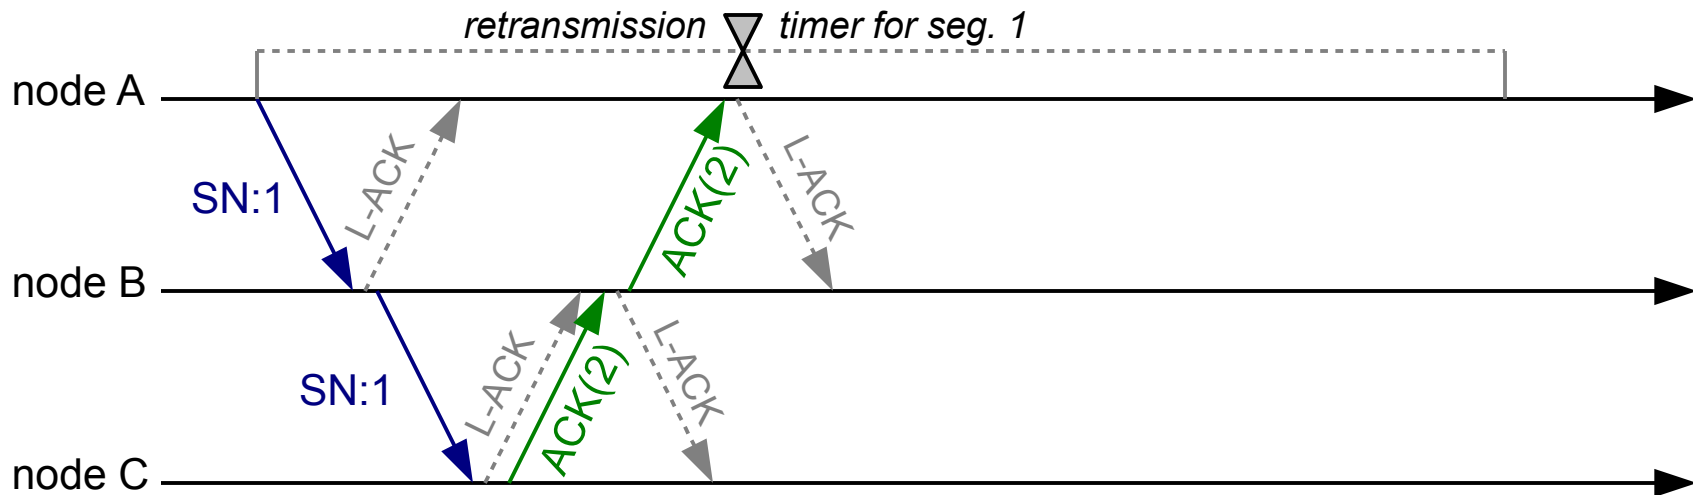 retransmission timer for seg. 1
node A
L-ACK
L-ACK
SN:1
ACK(2)
node B
L-ACK
L-ACK
SN:1
ACK(2)
node C